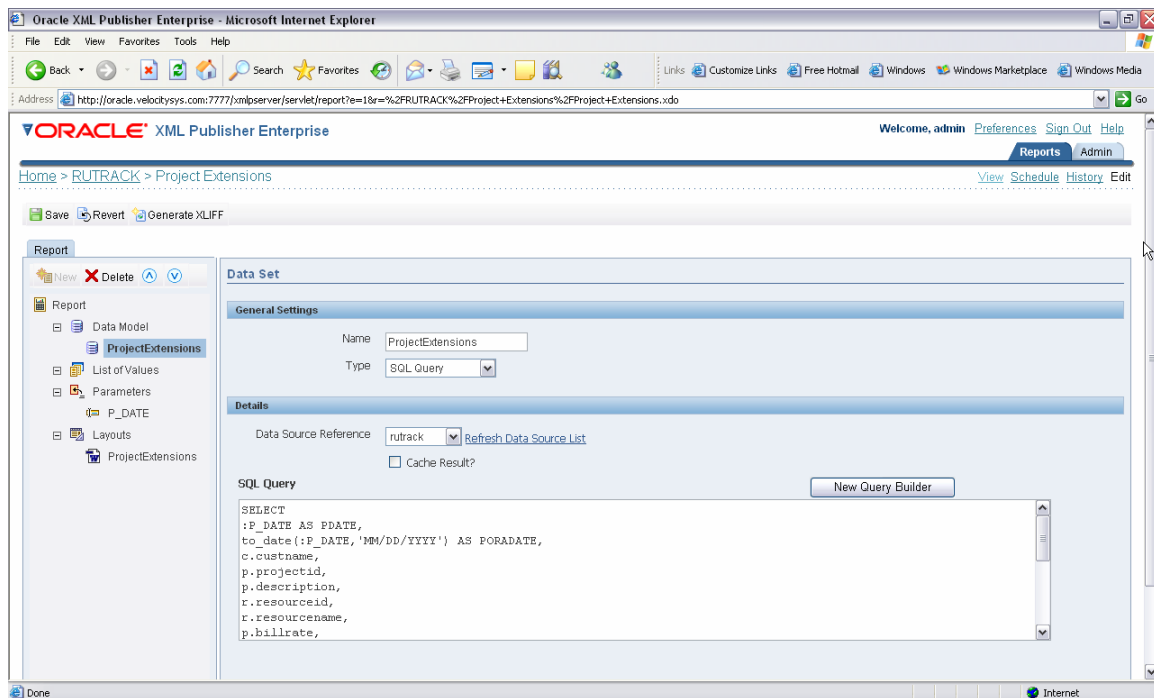 Oracle XML Publisher Enterprise - Microsoft Internet Explorer
File Edit View Favorites Tools Help
Back Search Favorites Links Customize Links Free Hotmail Windows Windows Marketplace Windows Media
Address http://oracle.velocitysys.com:7777/xmlpserver/servlet/report?e=1&r=%2FRUTRACK%2FProject+Extensions%2FProject+Extensions.xdo Go
ORACLE XML Publisher Enterprise
Welcome, admin Preferences Sign Out Help
Reports Admin
Home > RUTRACK > Project Extensions
View Schedule History Edit
Save Revert Generate XLIFF
Report
New Delete
Report
Data Model
ProjectExtensions
List of Values
Parameters
P_DATE
Layouts
ProjectExtensions
Data Set
General Settings
Name ProjectExtensions
Type SQL Query
Details
Data Source Reference rutrack Refresh Data Source List
Cache Result?
SQL Query
New Query Builder
SELECT
:P_DATE AS PDATE,
to_date(:P_DATE,'MM/DD/YYYY') AS PORADATE,
c.custname,
p.projectid,
p.description,
r.resourceid,
r.resourcename,
p.billrate,
Done
Internet